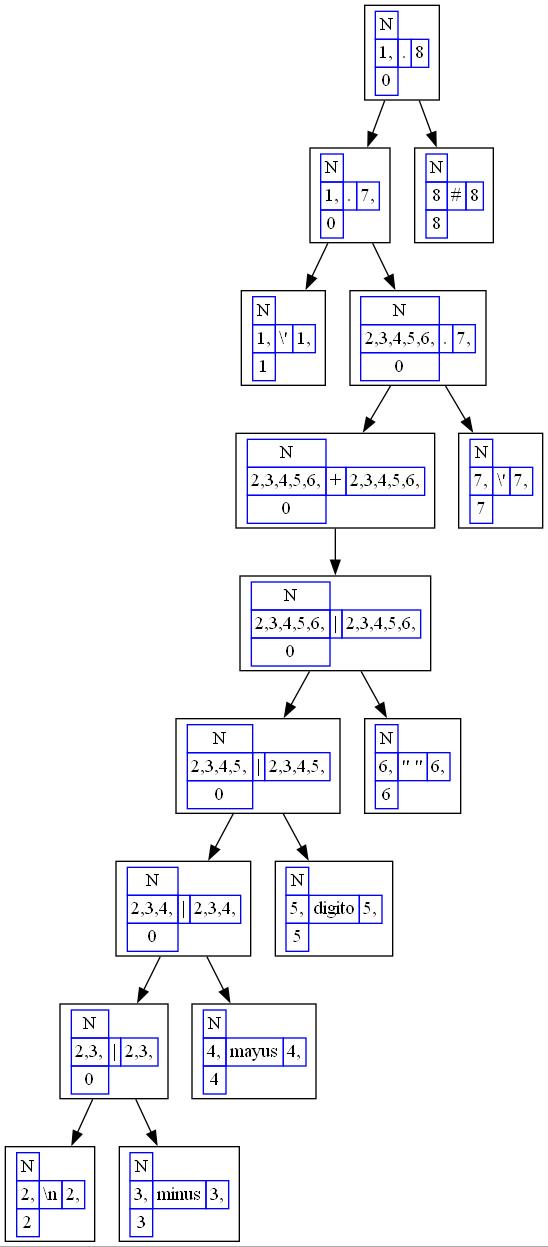 N
1, . 8
0
N
1, . 7,
0
N
8 # 8
8
N
1, \' 1,
1
N
2,3,4,5,6, . 7,
0
N
2,3,4,5,6, + 2,3,4,5,6,
0
N
7, \' 7,
7
N
2,3,4,5,6, | 2,3,4,5,6,
0
N
2,3,4,5, | 2,3,4,5,
0
N
6, " " 6,
6
N
2,3,4, | 2,3,4,
0
N
5, digito 5,
5
N
2,3, | 2,3,
0
N
4, mayus 4,
4
N
2, \n 2,
2
N
3, minus 3,
3